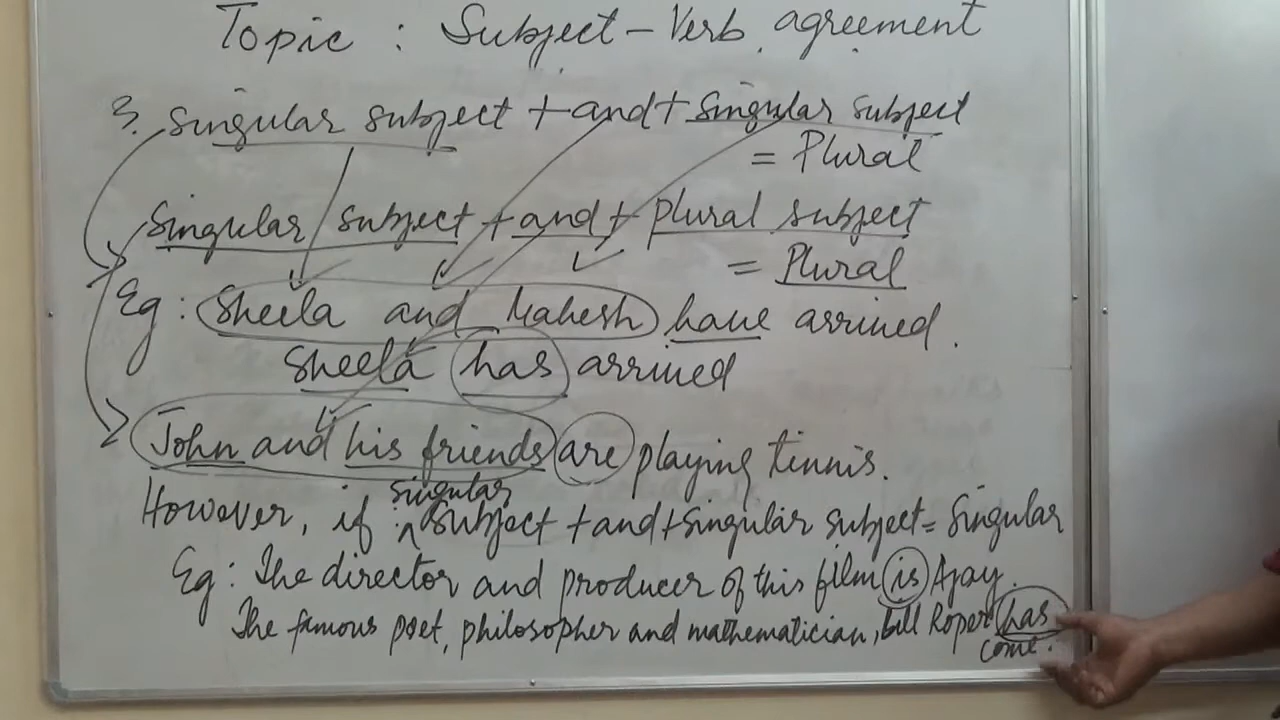 Topic : Subject - Verb agreement
3. Singular subject + and + Singular subject
= Plural
Singular subject + and + plural subject
= Plural
Eg : Sheela and Mahesh have arrived.
Sheela has arrived
John and his friends are playing tinnis.
However, if singular subject + and + singular subject = Singular
Eg : The director and producer of this film is Ajay.
The famous poet, philosopher and mathematician, bill Roper has
come.